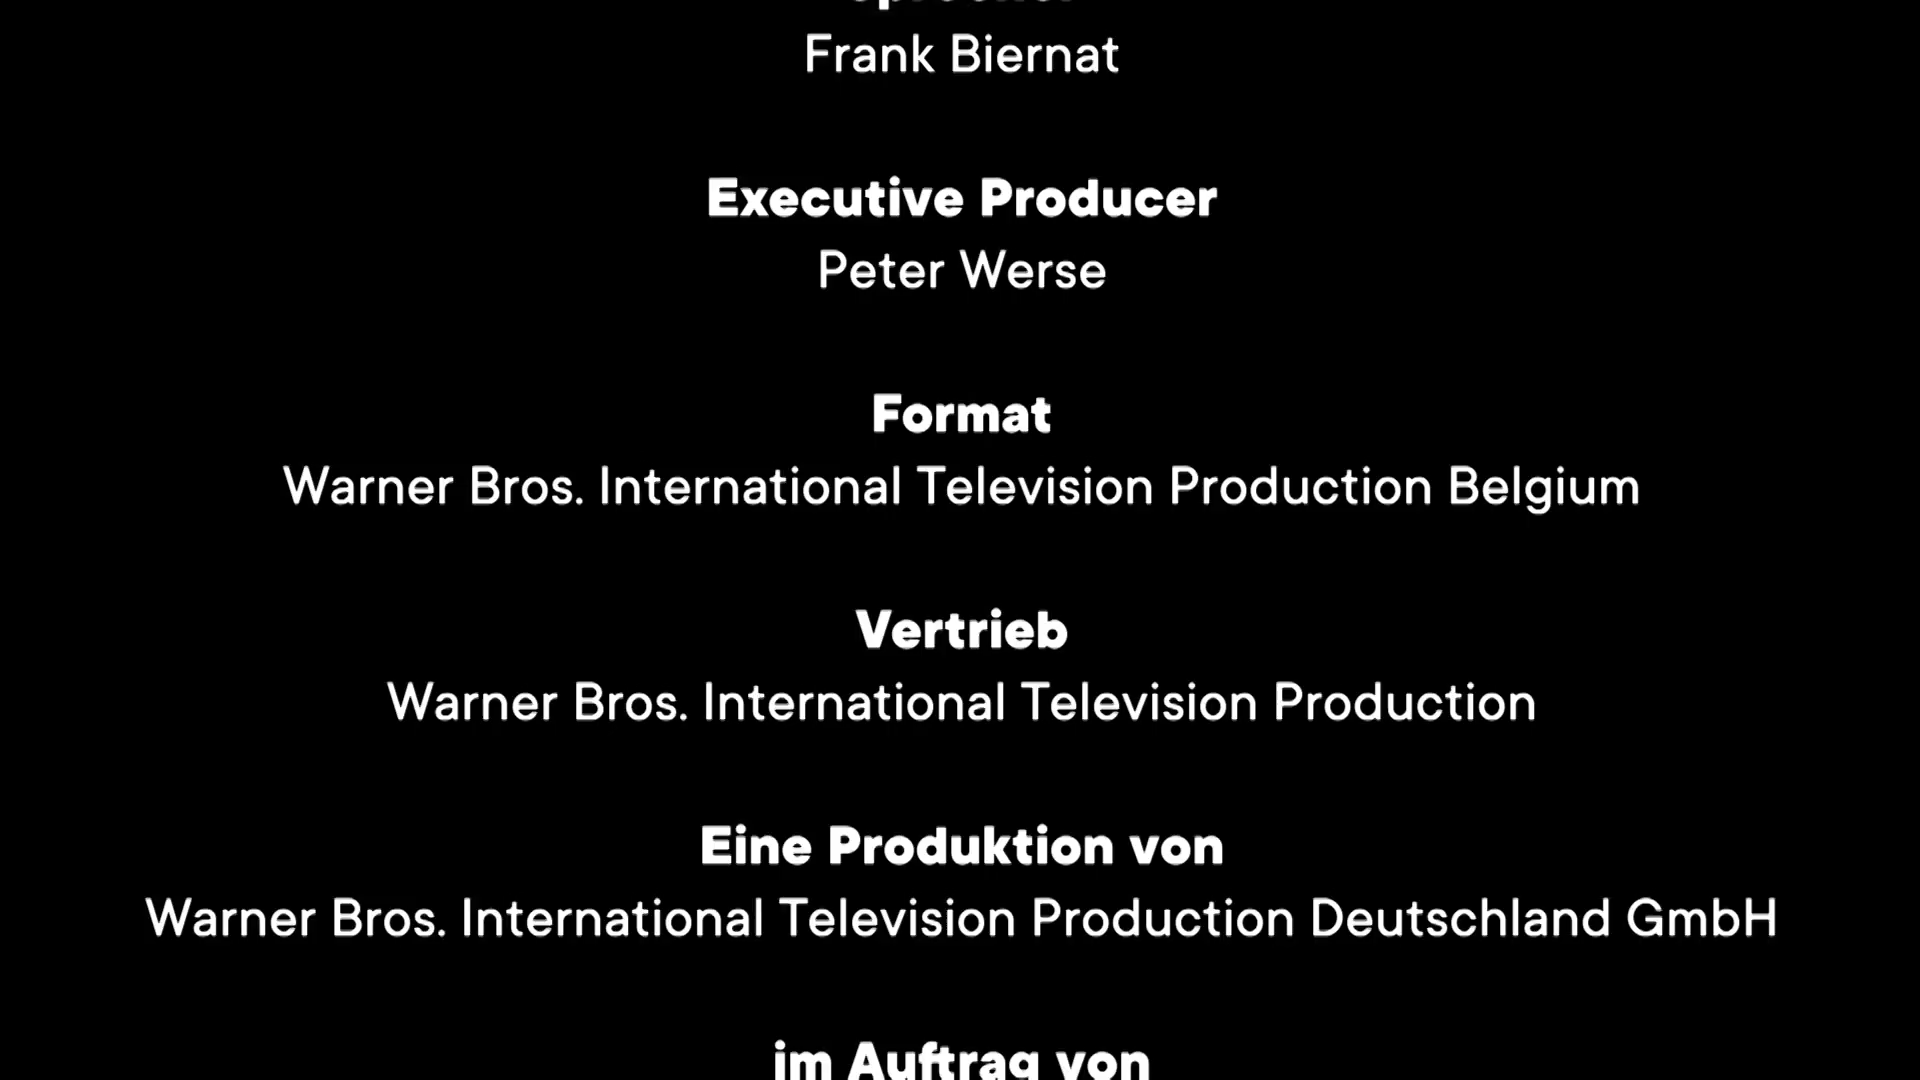 Sprecher
Frank Biernat
Executive Producer
Peter Werse
Format
Warner Bros. International Television Production Belgium
Vertrieb
Warner Bros. International Television Production
Eine Produktion von
Warner Bros. International Television Production Deutschland GmbH
im Auftrag von